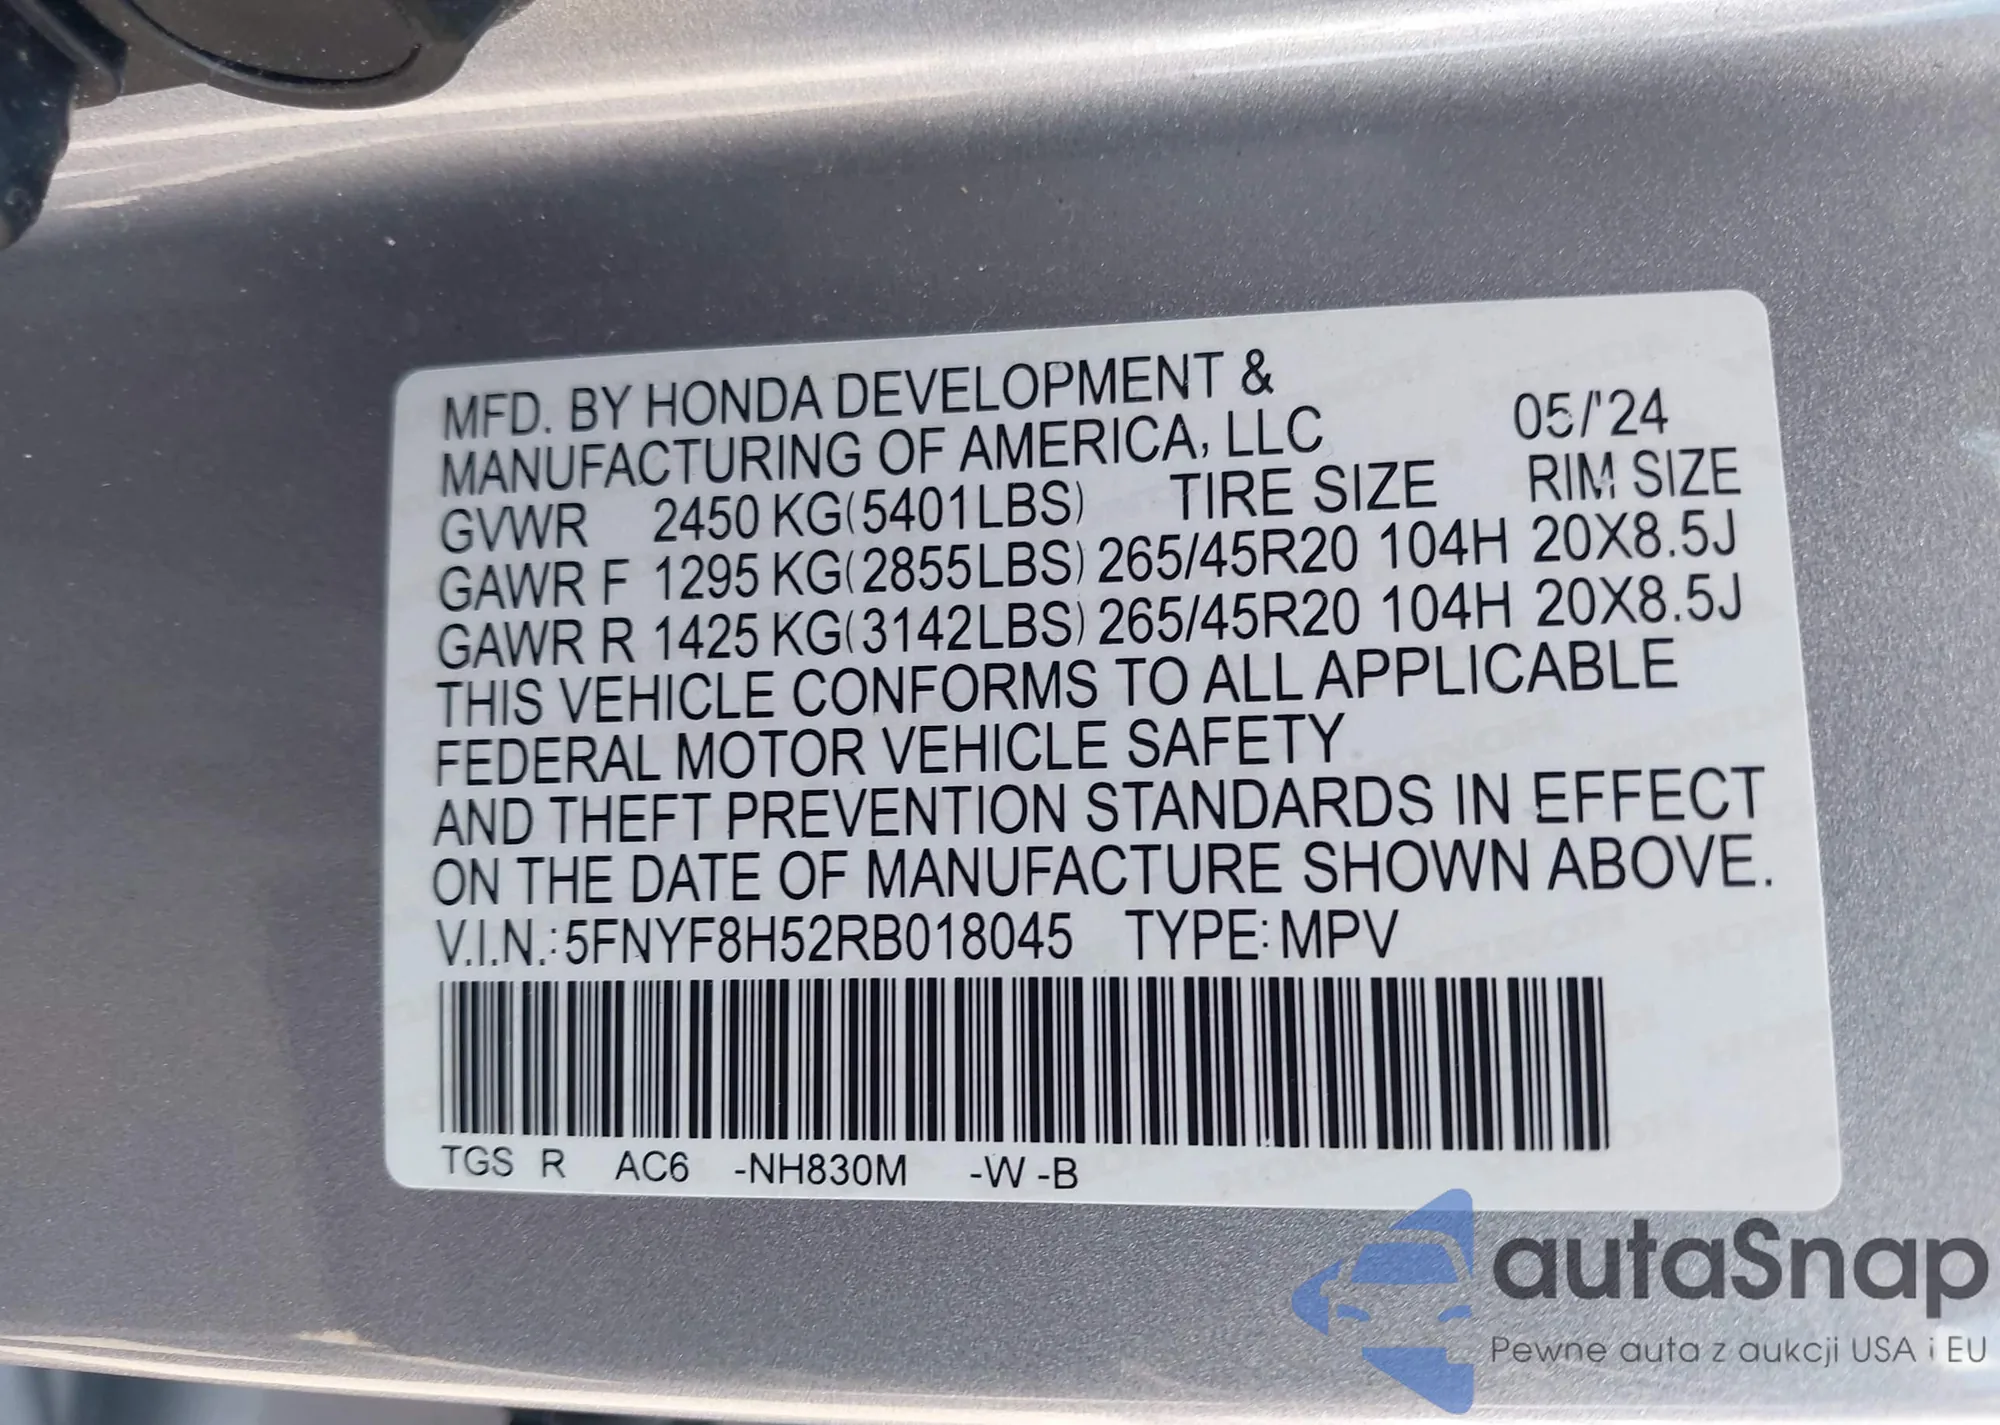 MFD. BY HONDA DEVELOPMENT &
MANUFACTURING OF AMERICA, LLC 05/'24
GVWR 2450 KG(5401LBS) TIRE SIZE RIM SIZE
GAWR F 1295 KG(2855LBS) 265/45R20 104H 20X8.5J
GAWR R 1425 KG(3142LBS) 265/45R20 104H 20X8.5J
THIS VEHICLE CONFORMS TO ALL APPLICABLE
FEDERAL MOTOR VEHICLE SAFETY
AND THEFT PREVENTION STANDARDS IN EFFECT
ON THE DATE OF MANUFACTURE SHOWN ABOVE.
V.I.N.: 5FNYF8H52RB018045 TYPE: MPV
TGS R AC6 -NH830M -W -B
autaSnap
Pewne auta z aukcji USA i EU